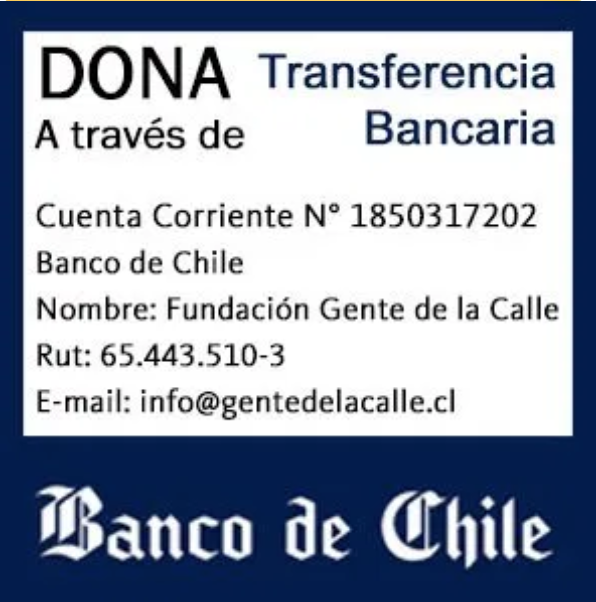 DONA Transferencia
A través de Bancaria
Cuenta Corriente N° 1850317202
Banco de Chile
Nombre: Fundación Gente de la Calle
Rut: 65.443.510-3
E-mail: info@gentedelacalle.cl
Banco de Chile